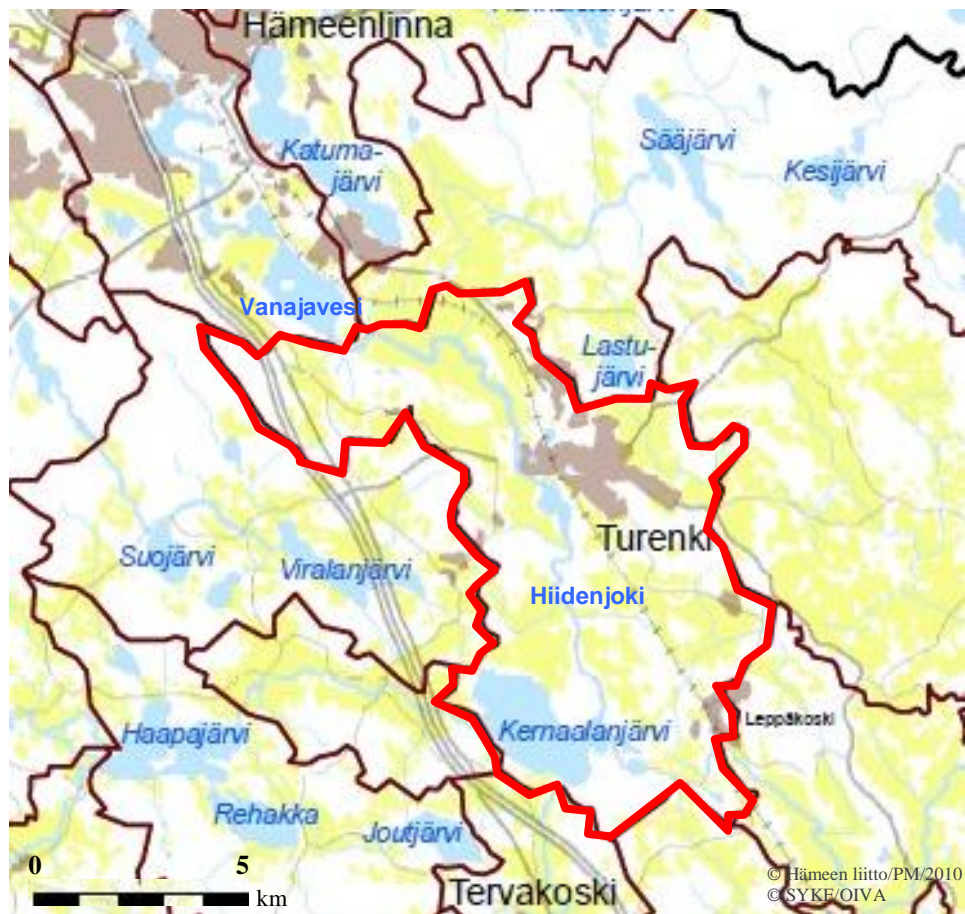 Hämeenlinna
Katuma-
järvi
Sääjärvi
Kesijärvi
Vanajavesi
Lastu-
järvi
Turenki
Suojärvi
Viralanjärvi
Hiidenjoki
Kernaalanjärvi
Leppäkoski
Haapajärvi
Rehakka
Joutjärvi
Tervakoski
0 5
km
© Hämeen liitto/PM/2010
© SYKE/OIVA